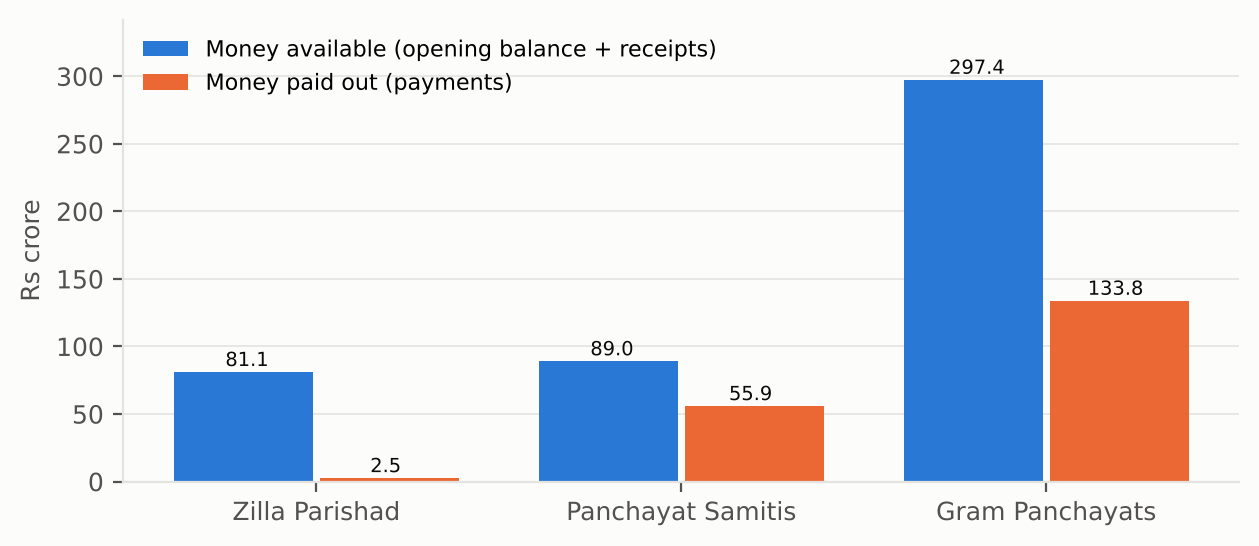 Money available (opening balance + receipts)
Money paid out (payments)
Rs crore
300
250
200
150
100
50
0
81.1
2.5
89.0
55.9
297.4
133.8
Zilla Parishad
Panchayat Samitis
Gram Panchayats